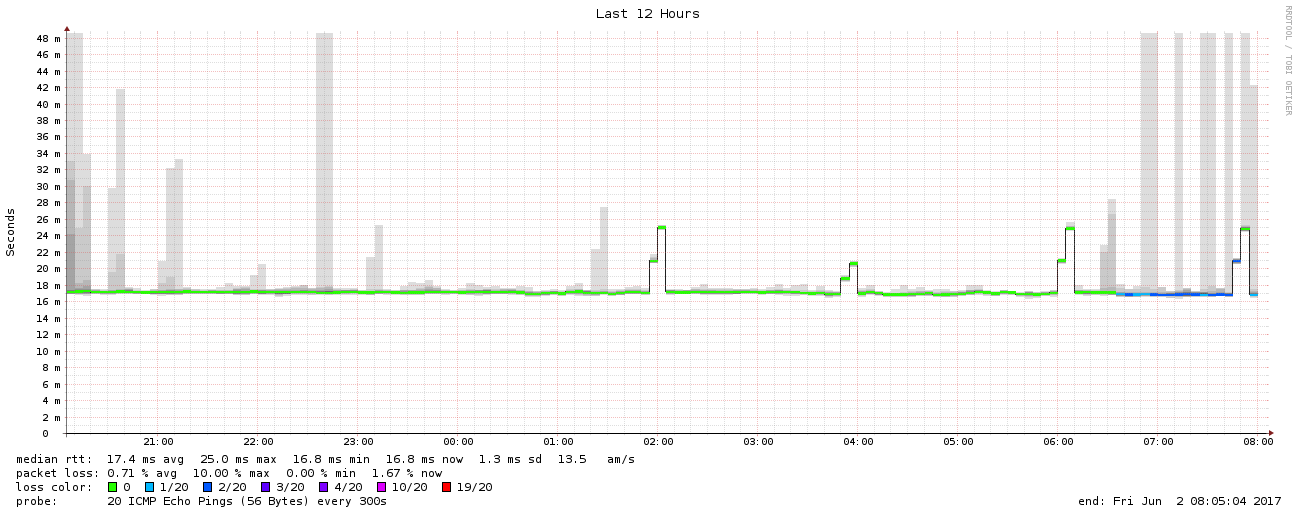 Last 12 Hours
RRDTOOL / TOBI OETIKER
Seconds
48 m
46 m
44 m
42 m
40 m
38 m
36 m
34 m
32 m
30 m
28 m
26 m
24 m
22 m
20 m
18 m
16 m
14 m
12 m
10 m
8 m
6 m
4 m
2 m
0
21:00 22:00 23:00 00:00 01:00 02:00 03:00 04:00 05:00 06:00 07:00 08:00
median rtt: 17.4 ms avg 25.0 ms max 16.8 ms min 16.8 ms now 1.3 ms sd 13.5 am/s
packet loss: 0.71 % avg 10.00 % max 0.00 % min 1.67 % now
loss color: 0 1/20 2/20 3/20 4/20 10/20 19/20
probe: 20 ICMP Echo Pings (56 Bytes) every 300s end: Fri Jun 2 08:05:04 2017